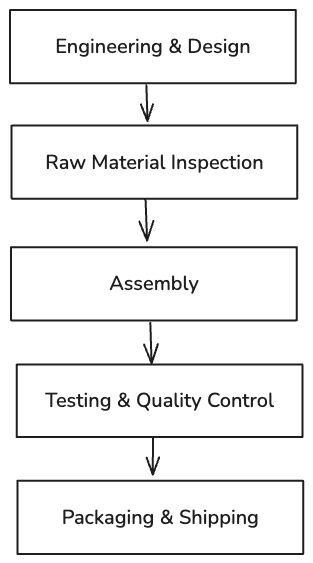 Engineering & Design
Raw Material Inspection
Assembly
Testing & Quality Control
Packaging & Shipping